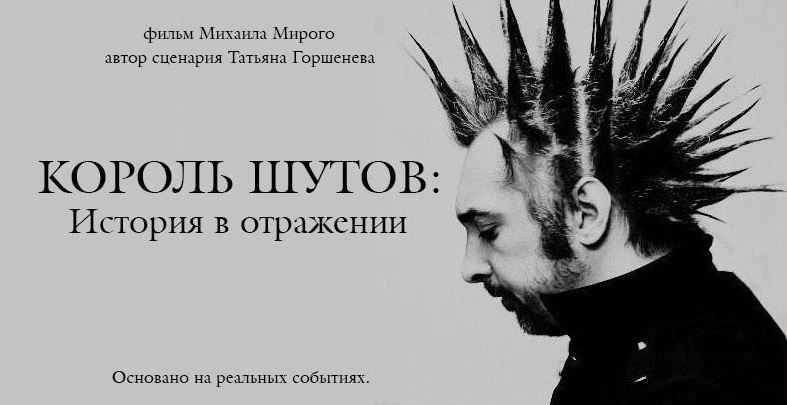 фильм Михаила Мирого
автор сценария Татьяна Горшенева
КОРОЛЬ ШУТОВ:
История в отражении
Основано на реальных событиях.